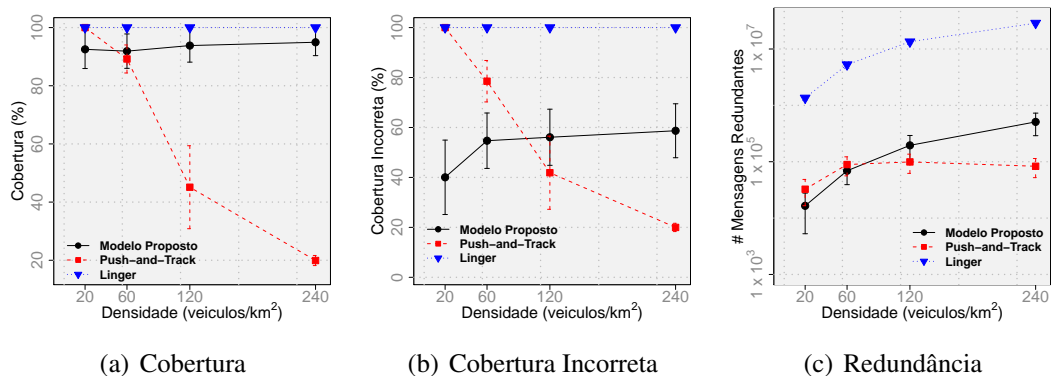 100
80
60
40
20
Cobertura (%)
Modelo Proposto
Push-and-Track
Linger
20 60 120 240
Densidade (veiculos/km²)
(a) Cobertura
100
80
60
40
20
0
Cobertura Incorreta (%)
Modelo Proposto
Push-and-Track
Linger
20 60 120 240
Densidade (veiculos/km²)
(b) Cobertura Incorreta
1 x 10⁷
1 x 10⁵
1 x 10³
# Mensagens Redundantes
Modelo Proposto
Push-and-Track
Linger
20 60 120 240
Densidade (veiculos/km²)
(c) Redundância